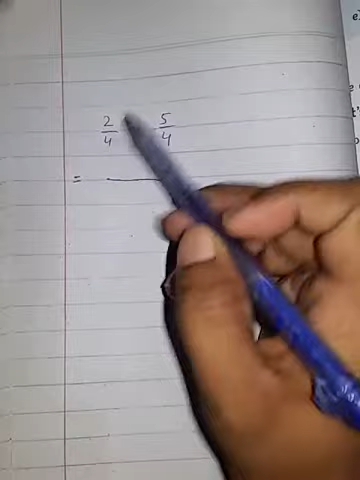 2/4 5/4
= ―